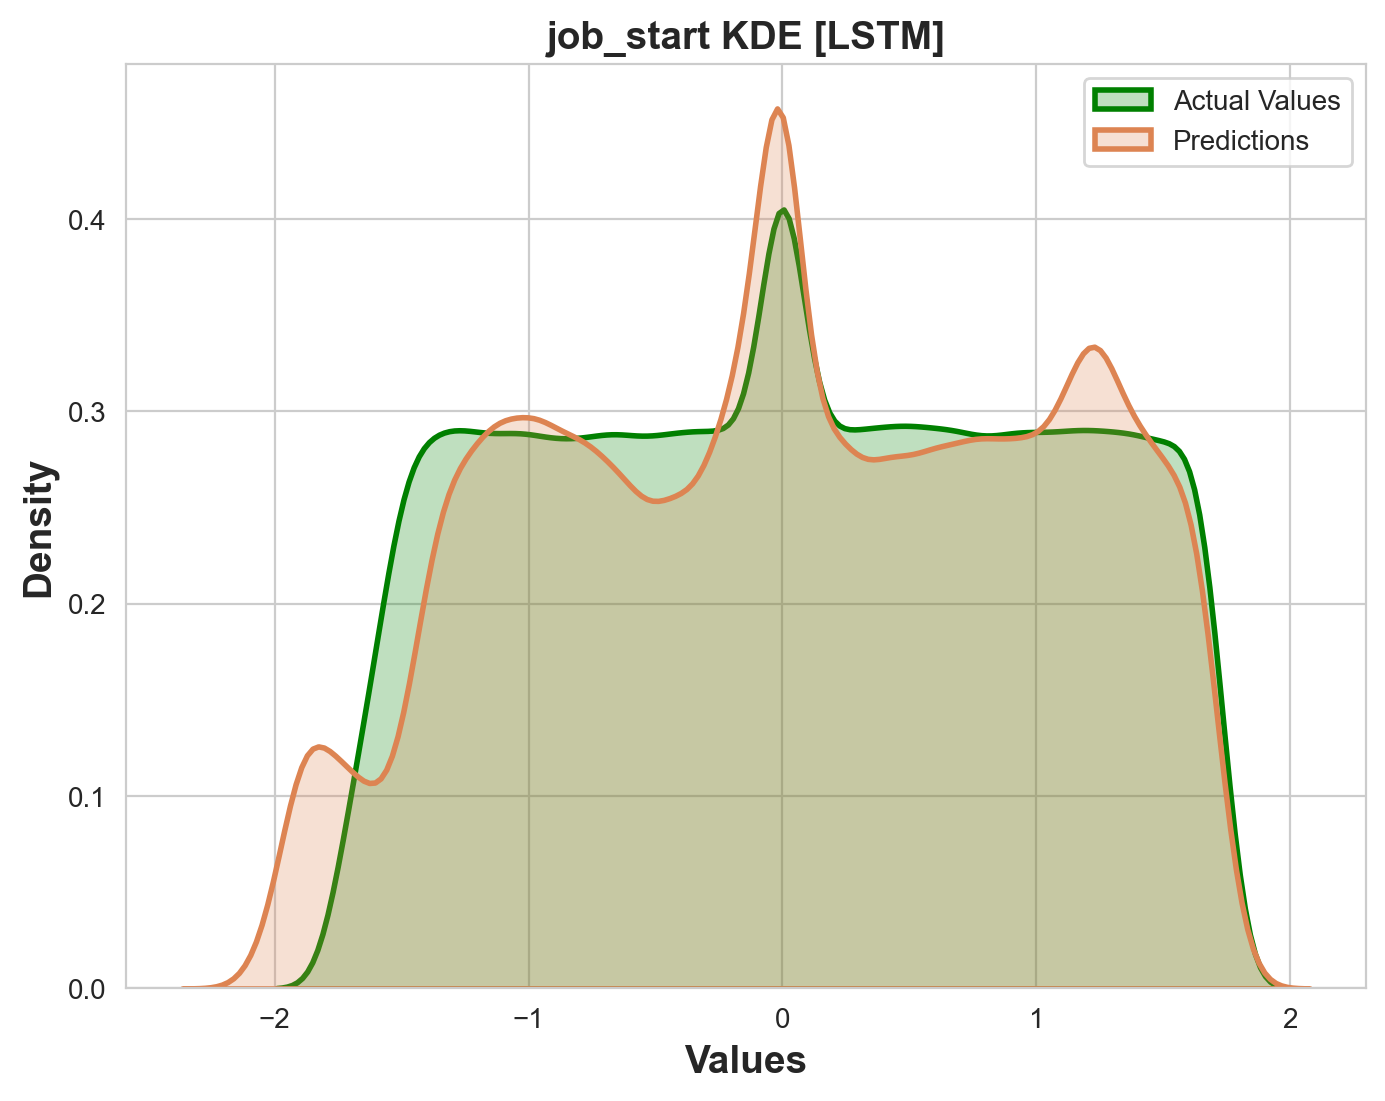 job_start KDE [LSTM]
Actual Values
Predictions
Density
0.4
0.3
0.2
0.1
0.0
−2
−1
0
1
2
Values